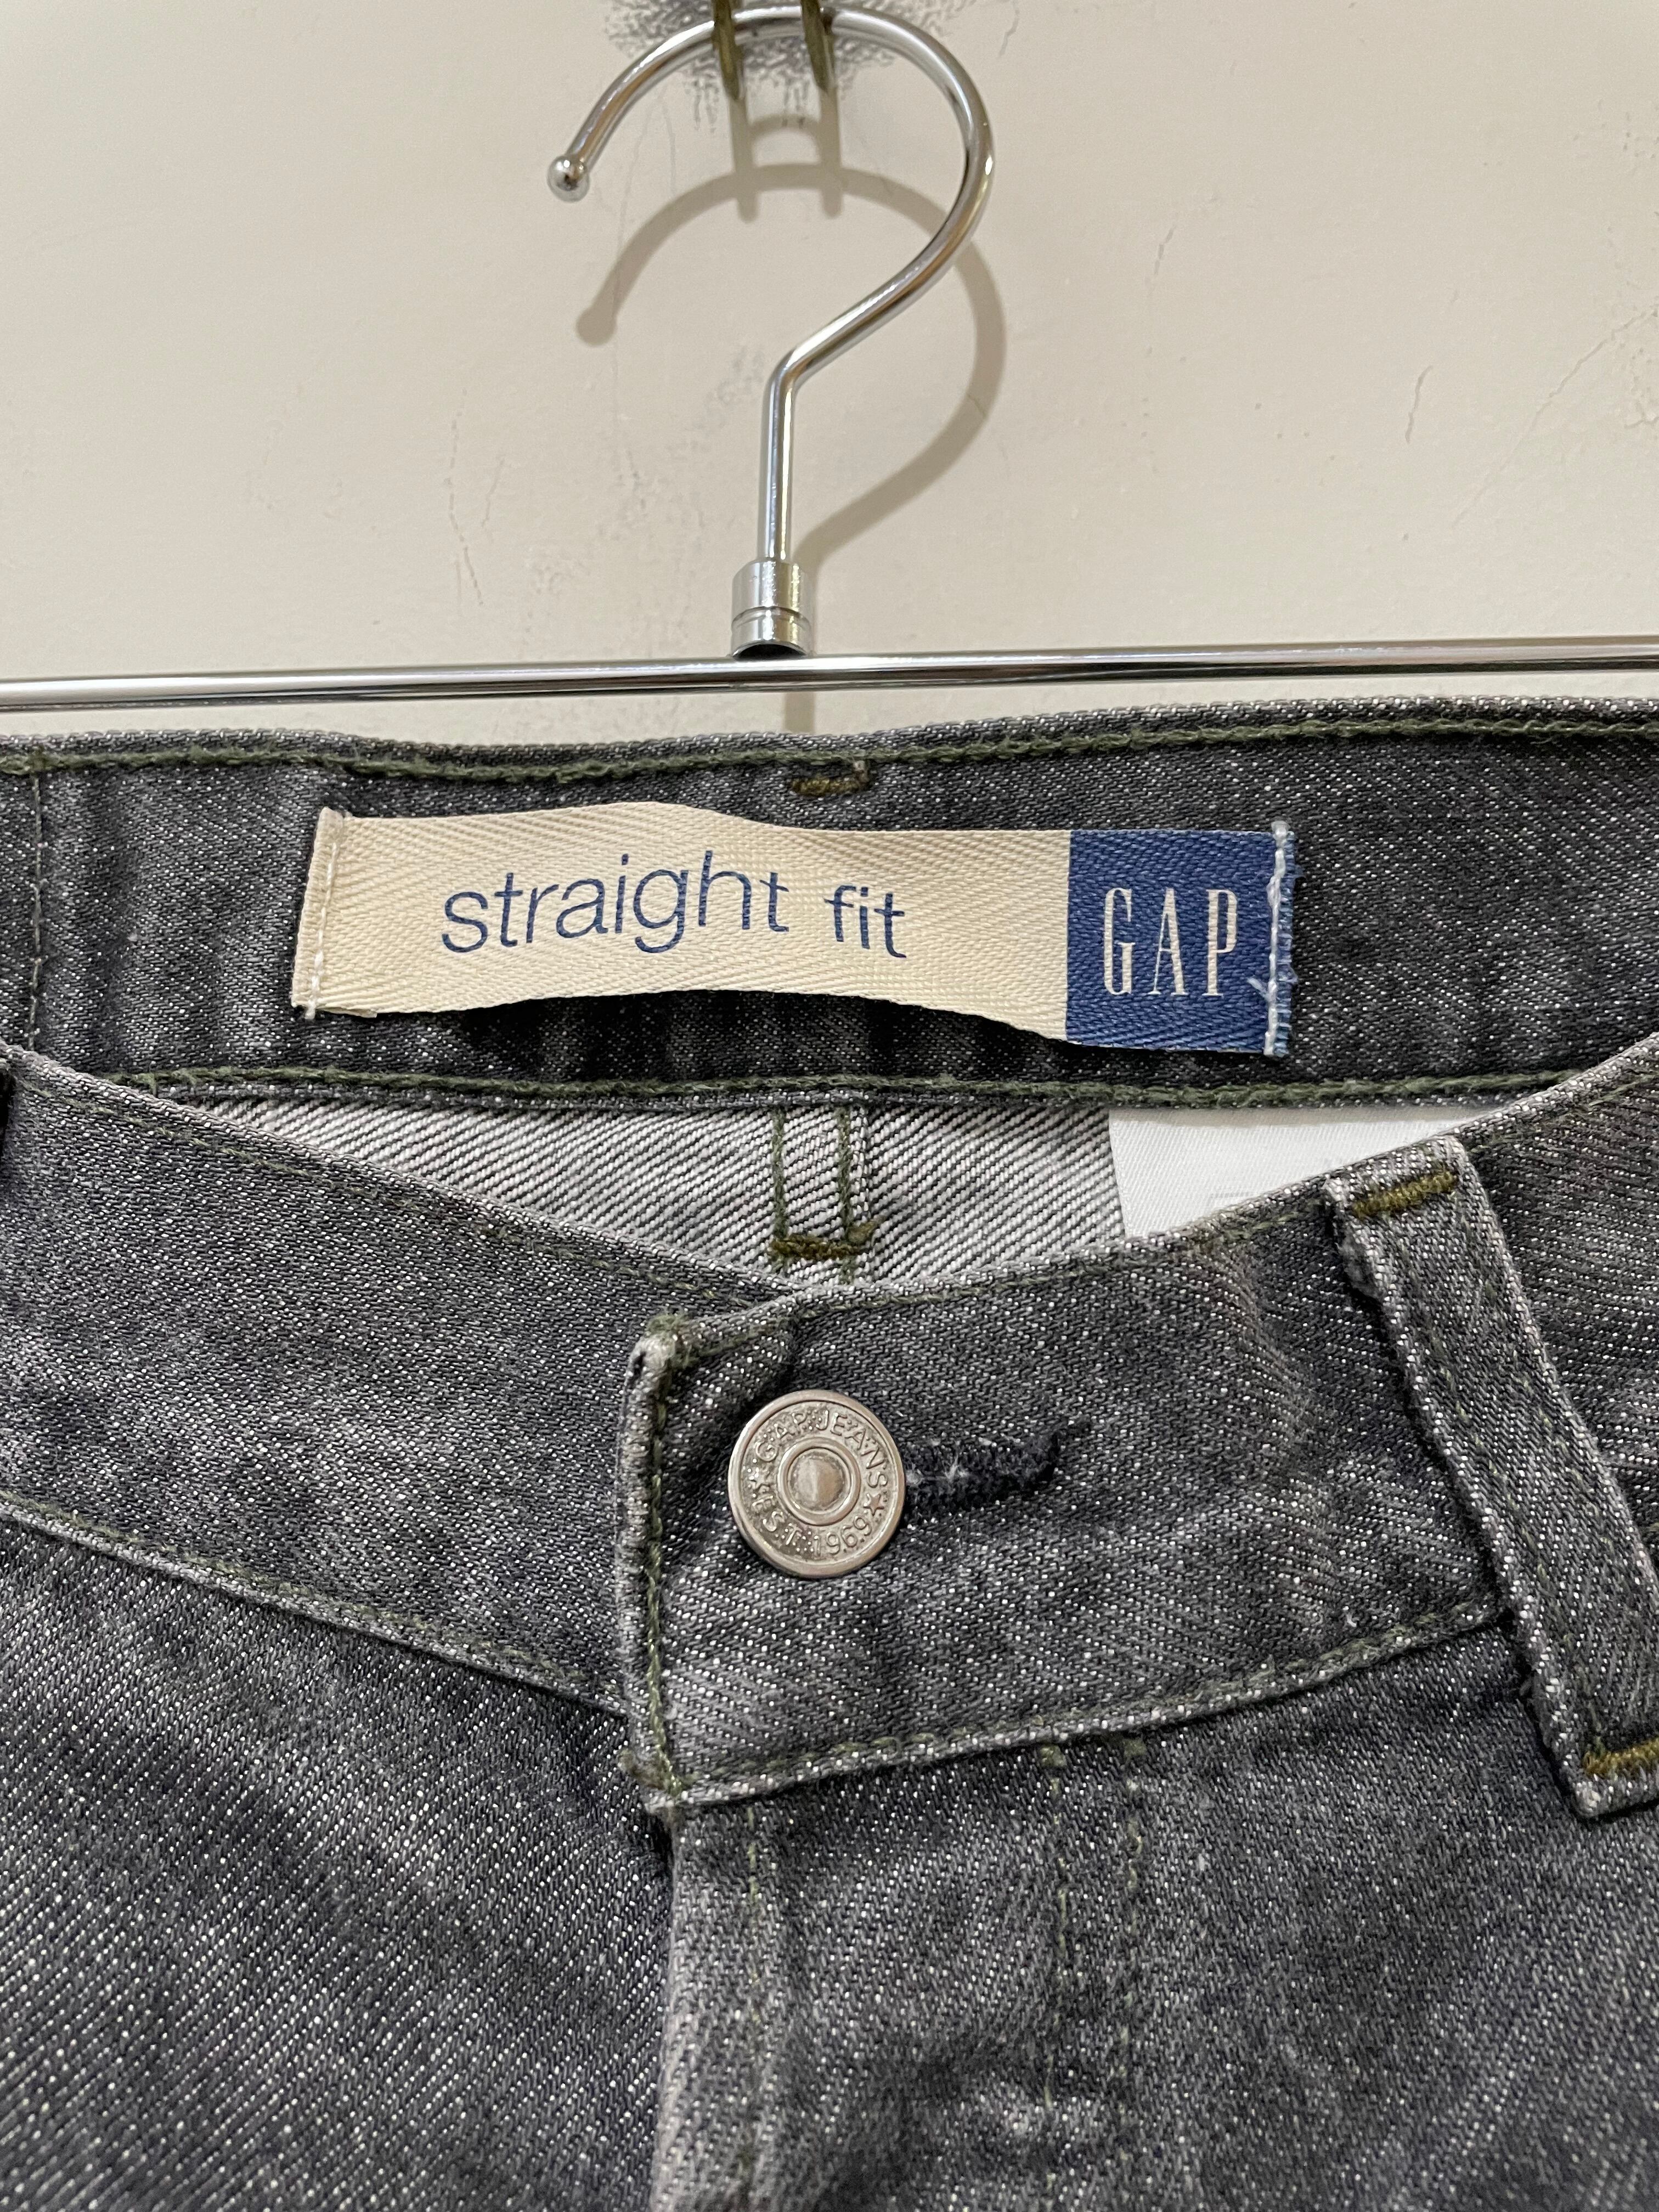 straight fit
GAP
GAP JEANS
EST. 1969